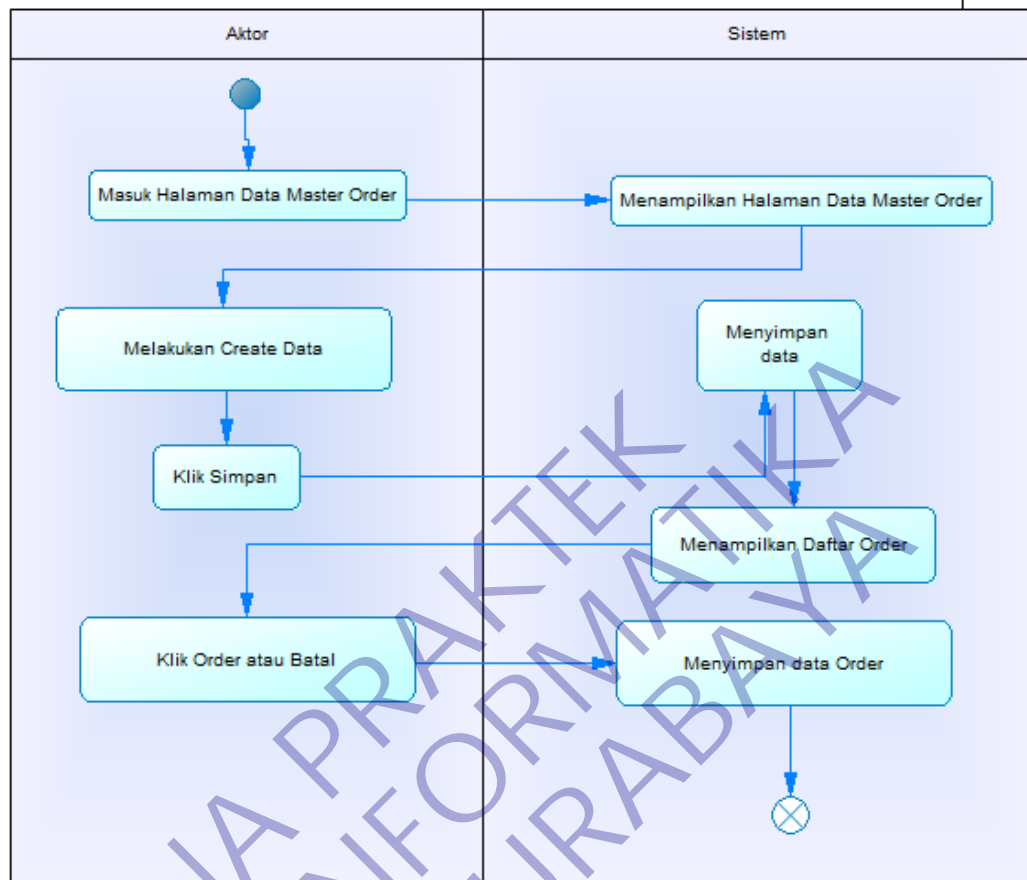 Aktor
Sistem
Masuk Halaman Data Master Order
Menampilkan Halaman Data Master Order
Melakukan Create Data
Menyimpan
data
Klik Simpan
Menampilkan Daftar Order
Klik Order atau Batal
Menyimpan data Order
PRAKTEK